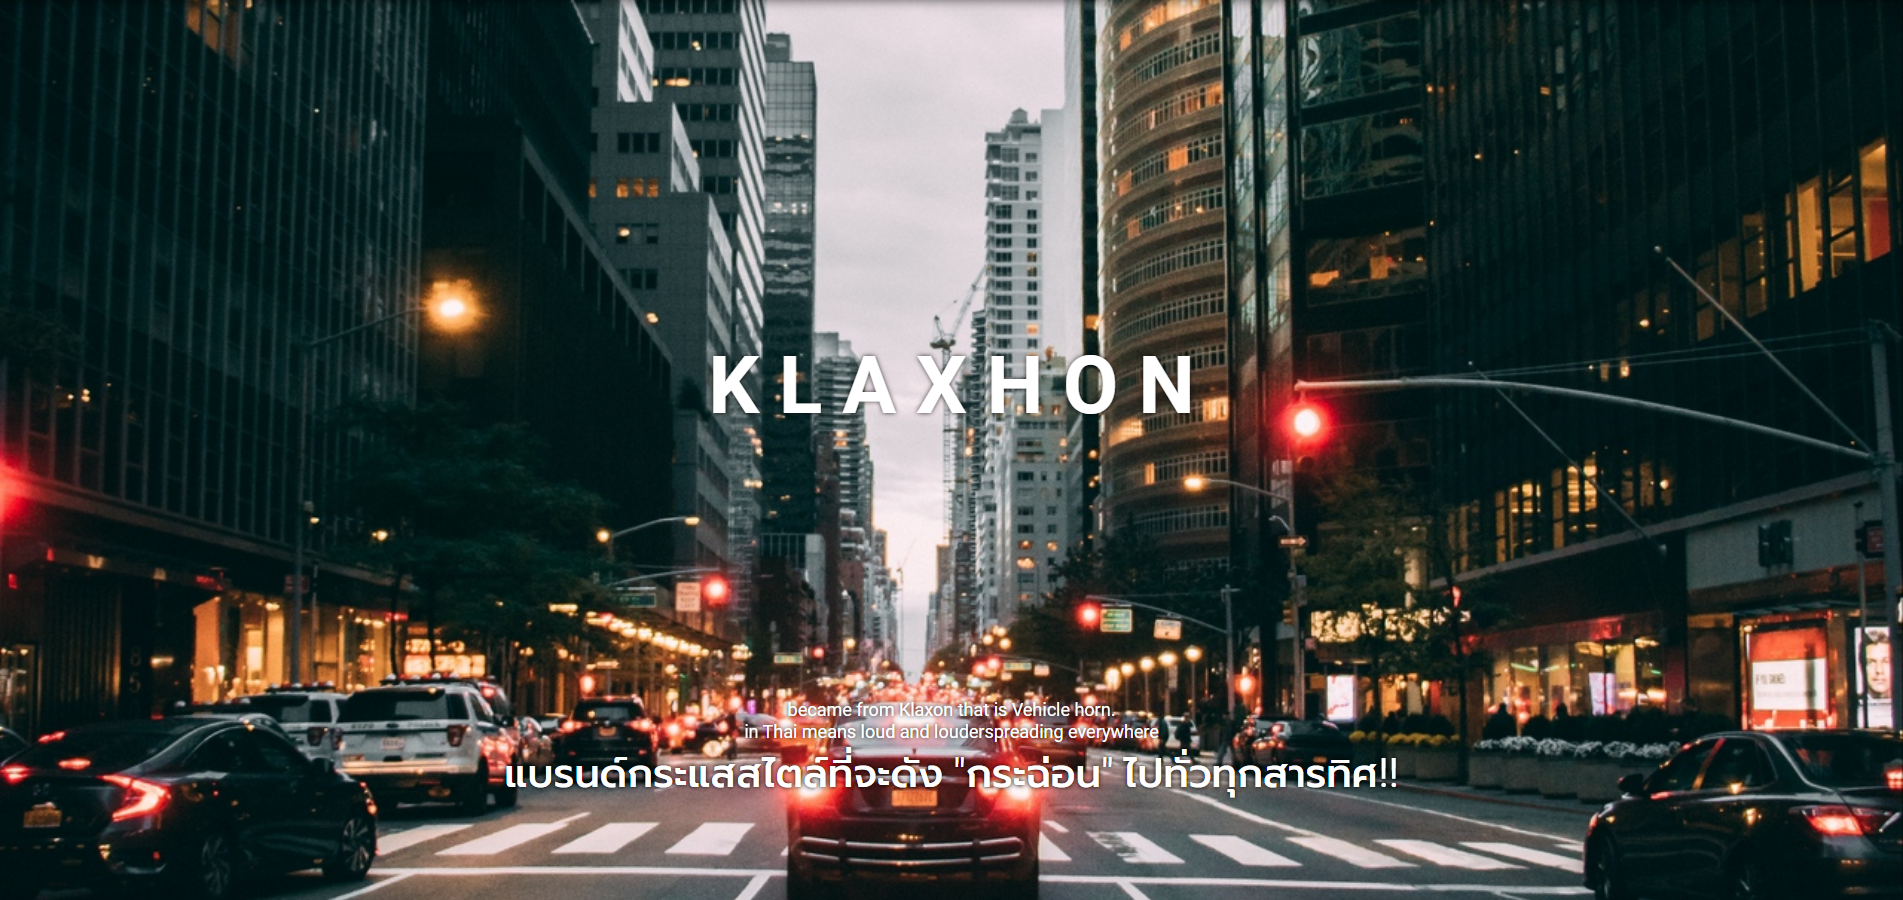 KLAXHON
became from Klaxon that is Vehicle horn.
in Thai means loud and louderspreading everywhere
แบรนด์กระแสสไตล์ที่จะดัง "กระฉ่อน" ไปทั่วทุกสารทิศ!!